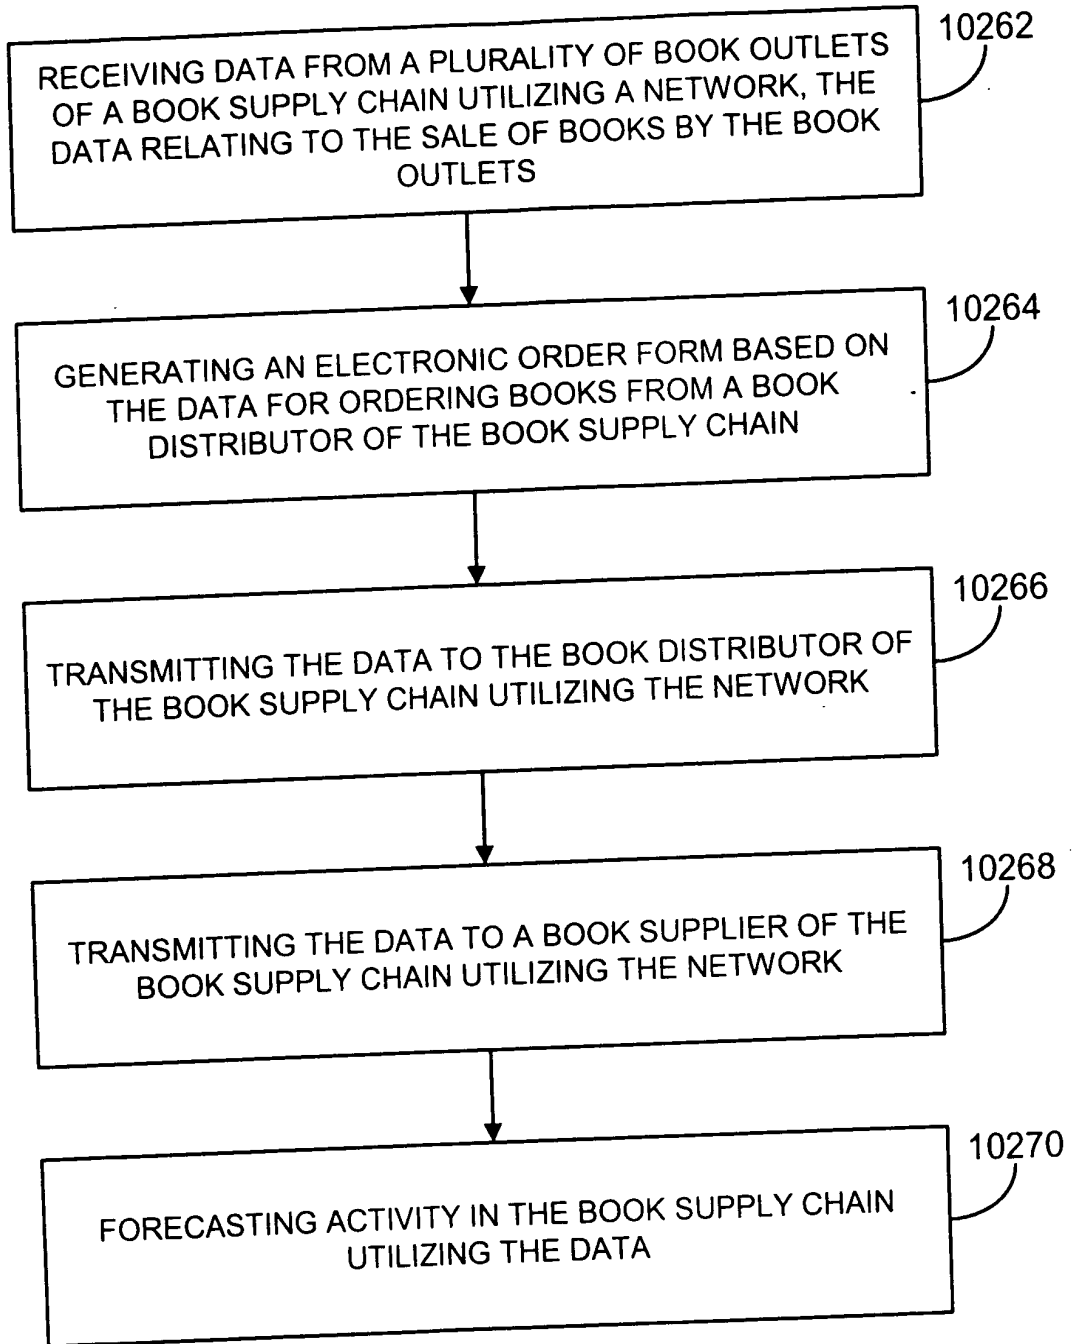 10262
RECEIVING DATA FROM A PLURALITY OF BOOK OUTLETS
OF A BOOK SUPPLY CHAIN UTILIZING A NETWORK, THE
DATA RELATING TO THE SALE OF BOOKS BY THE BOOK
OUTLETS
10264
GENERATING AN ELECTRONIC ORDER FORM BASED ON
THE DATA FOR ORDERING BOOKS FROM A BOOK
DISTRIBUTOR OF THE BOOK SUPPLY CHAIN
10266
TRANSMITTING THE DATA TO THE BOOK DISTRIBUTOR OF
THE BOOK SUPPLY CHAIN UTILIZING THE NETWORK
10268
TRANSMITTING THE DATA TO A BOOK SUPPLIER OF THE
BOOK SUPPLY CHAIN UTILIZING THE NETWORK
10270
FORECASTING ACTIVITY IN THE BOOK SUPPLY CHAIN
UTILIZING THE DATA